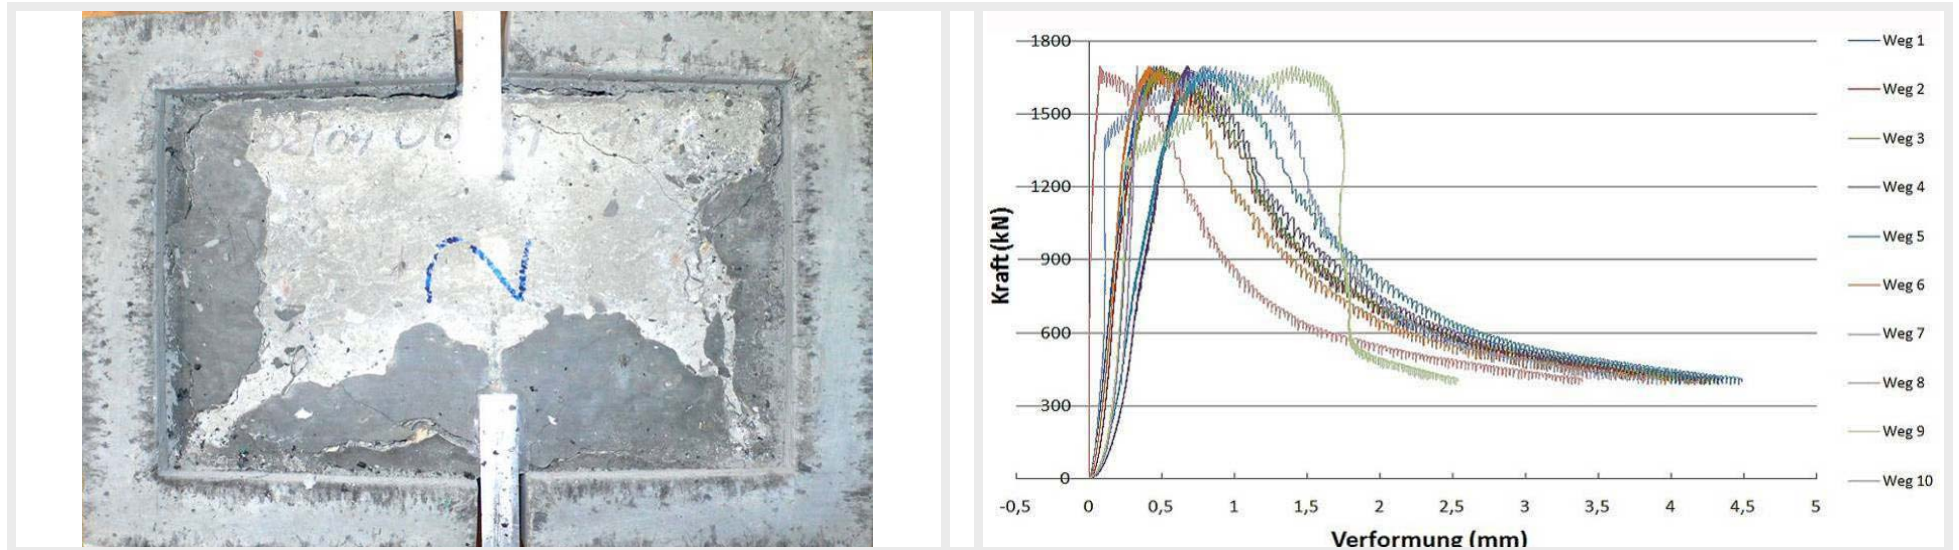 2
1800
1500
1200
900
600
300
0
-0,5 0 0,5 1 1,5 2 2,5 3 3,5 4 4,5 5
Kraft (kN)
Verformung (mm)
Weg 1
Weg 2
Weg 3
Weg 4
Weg 5
Weg 6
Weg 7
Weg 8
Weg 9
Weg 10